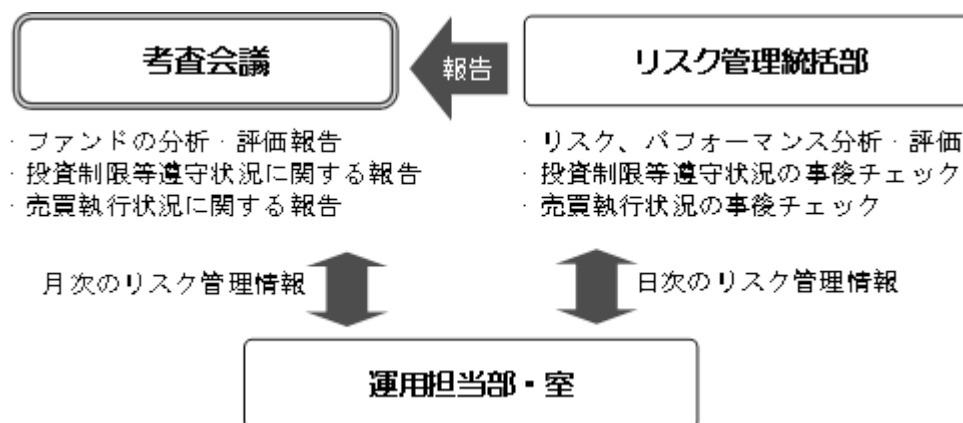 考査会議
報告
リスク管理統括部
・ファンドの分析・評価報告
・投資制限等遵守状況に関する報告
・売買執行状況に関する報告
・リスク、パフォーマンス分析・評価
・投資制限等遵守状況の事後チェック
・売買執行状況の事後チェック
月次のリスク管理情報
日次のリスク管理情報
運用担当部・室